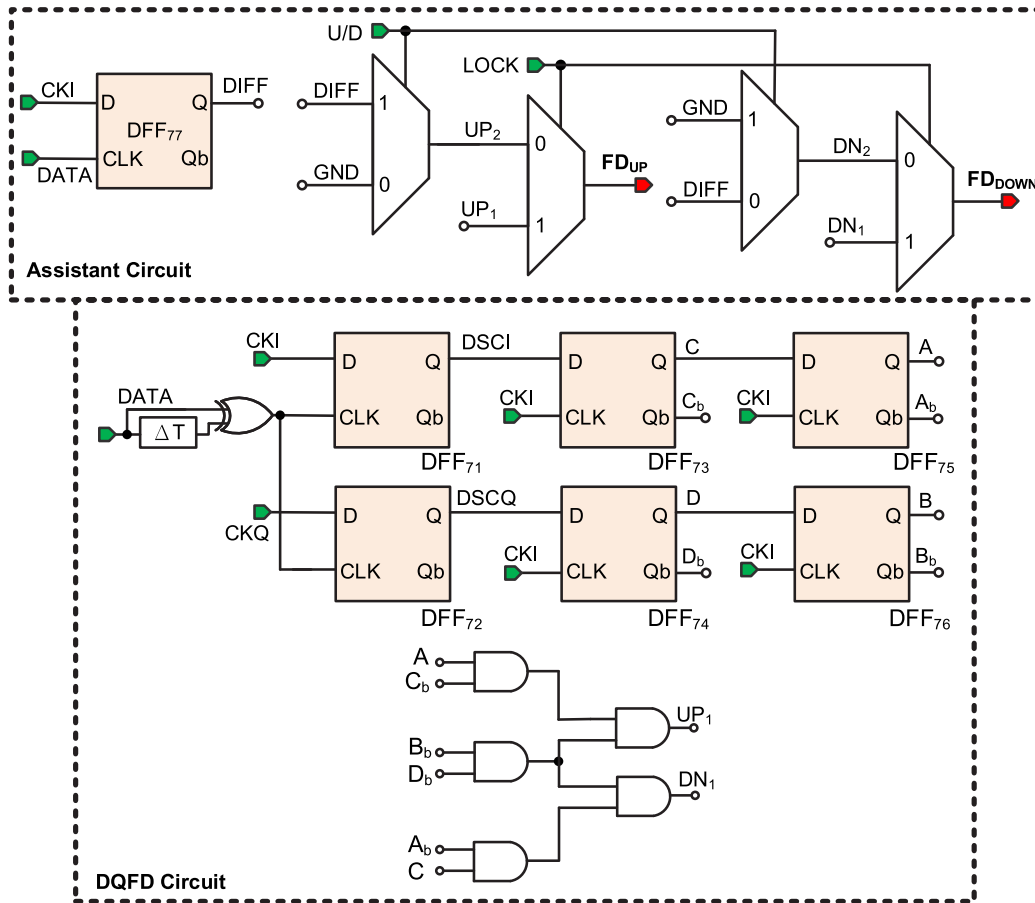 U/D
LOCK
CKI
D
Q
DIFF
DFF77
CLK
Qb
DATA
DIFF
1
GND
0
UP2
0
UP1
1
FDUP
GND
1
DIFF
0
DN2
0
DN1
1
FDDOWN
Assistant Circuit
CKI
D
Q
DSCI
CLK
Qb
DFF71
DATA
ΔT
D
Q
C
CKI
CLK
Qb
Cb
DFF73
D
Q
A
CKI
CLK
Qb
Ab
DFF75
CKQ
D
Q
DSCQ
CLK
Qb
DFF72
D
Q
D
CKI
CLK
Qb
Db
DFF74
D
Q
B
CKI
CLK
Qb
Bb
DFF76
A
Cb
UP1
Bb
Db
DN1
Ab
C
DQFD Circuit